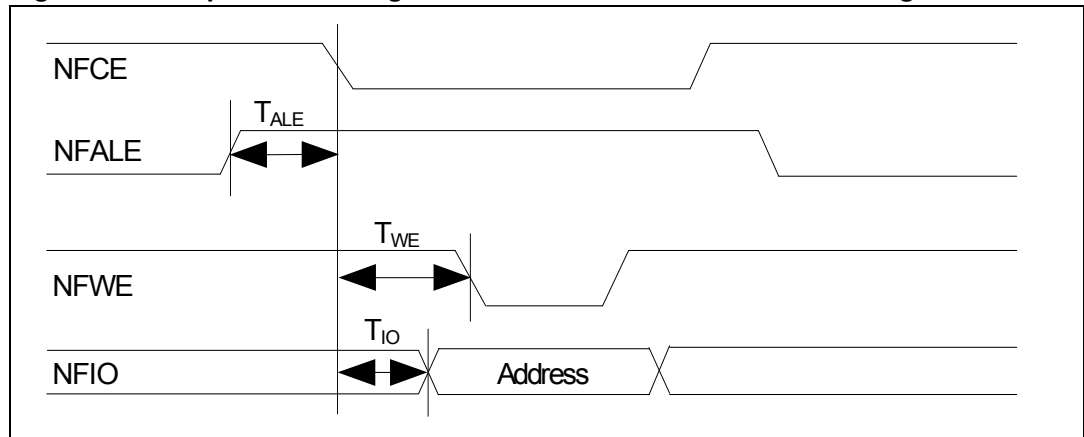 NFCE
T_ALE
NFALE
T_WE
NFWE
T_IO
NFIO
Address